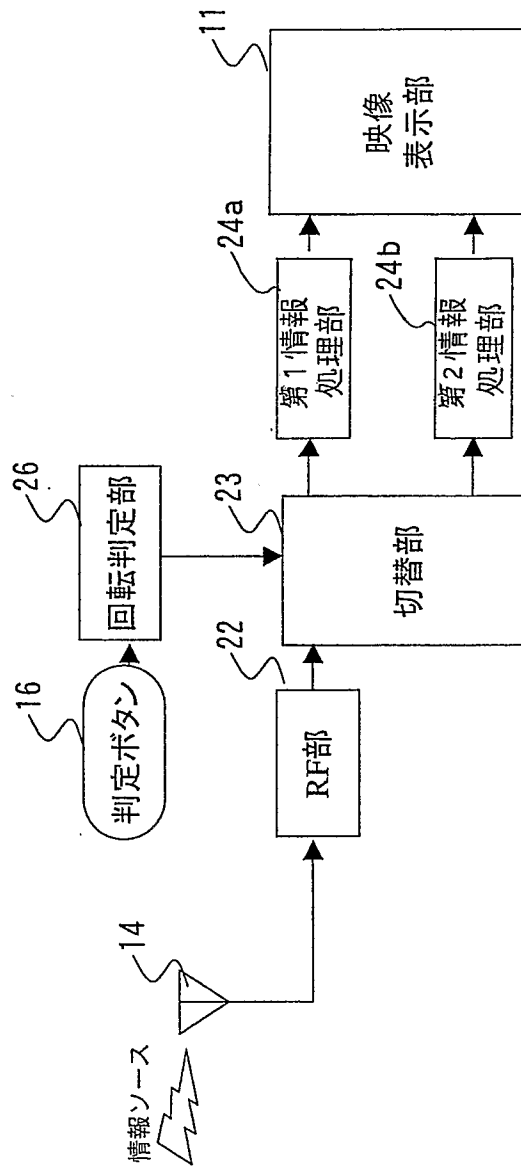 情報ソース
14
判定ボタン
16
回転判定部
26
RF部
22
切替部
23
第1情報
処理部
24a
第2情報
処理部
24b
映像
表示部
11